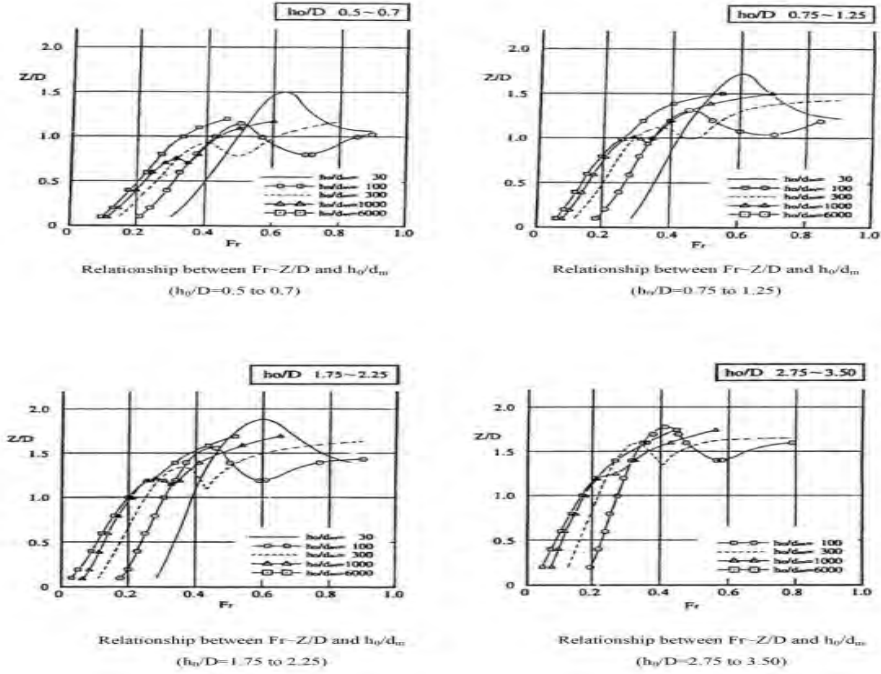 ho/D 0.5~0.7
2.0
Z/D
1.5
1.0
0.5
0
ho/dm= 30
ho/dm= 100
ho/dm= 300
ho/dm=1000
ho/dm=6000
0 0.2 0.4 0.6 0.8 1.0
Fr
Relationship between Fr~Z/D and h₀/dₘ
(h₀/D=0.5 to 0.7)
ho/D 0.75~1.25
2.0
Z/D
1.5
1.0
0.5
0
ho/dm= 30
ho/dm= 100
ho/dm= 300
ho/dm=1000
ho/dm=6000
0 0.2 0.4 0.6 0.8 1.0
Fr
Relationship between Fr~Z/D and h₀/dₘ
(h₀/D=0.75 to 1.25)
ho/D 1.75~2.25
2.0
Z/D
1.5
1.0
0.5
0
ho/dm= 30
ho/dm= 100
ho/dm= 300
ho/dm=1000
ho/dm=6000
0 0.2 0.4 0.6 0.8 1.0
Fr
Relationship between Fr~Z/D and h₀/dₘ
(h₀/D=1.75 to 2.25)
ho/D 2.75~3.50
2.0
Z/D
1.5
1.0
0.5
0
ho/dm= 100
ho/dm= 300
ho/dm=1000
ho/dm=6000
0 0.2 0.4 0.6 0.8 1.0
Fr
Relationship between Fr~Z/D and h₀/dₘ
(h₀/D=2.75 to 3.50)